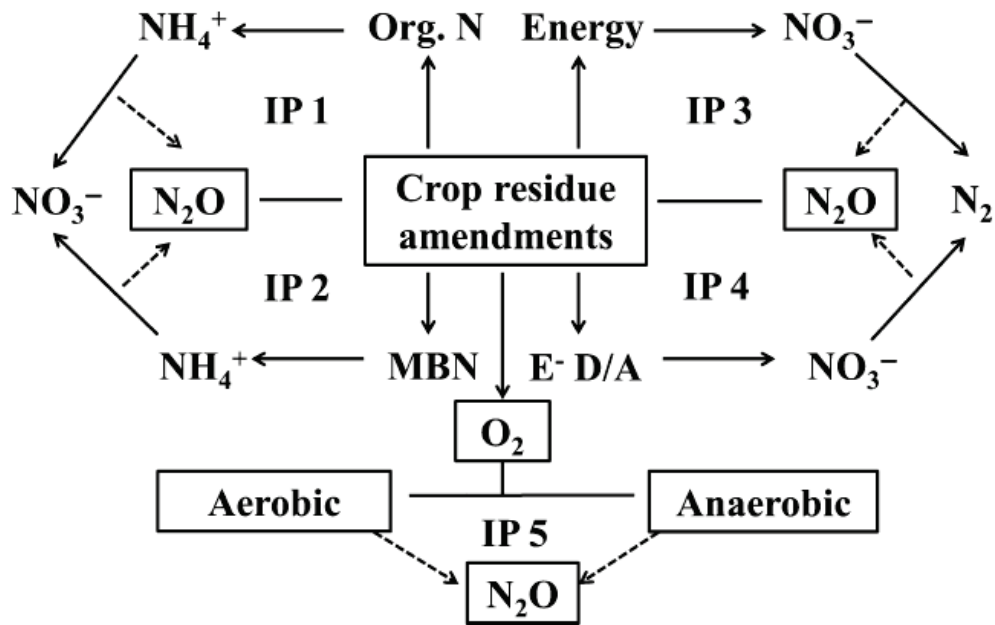 NH₄⁺ Org. N Energy NO₃⁻
IP 1 IP 3
NO₃⁻ N₂O Crop residue amendments N₂O N₂
IP 2 IP 4
NH₄⁺ MBN E⁻ D/A NO₃⁻
O₂
Aerobic Anaerobic
IP 5
N₂O